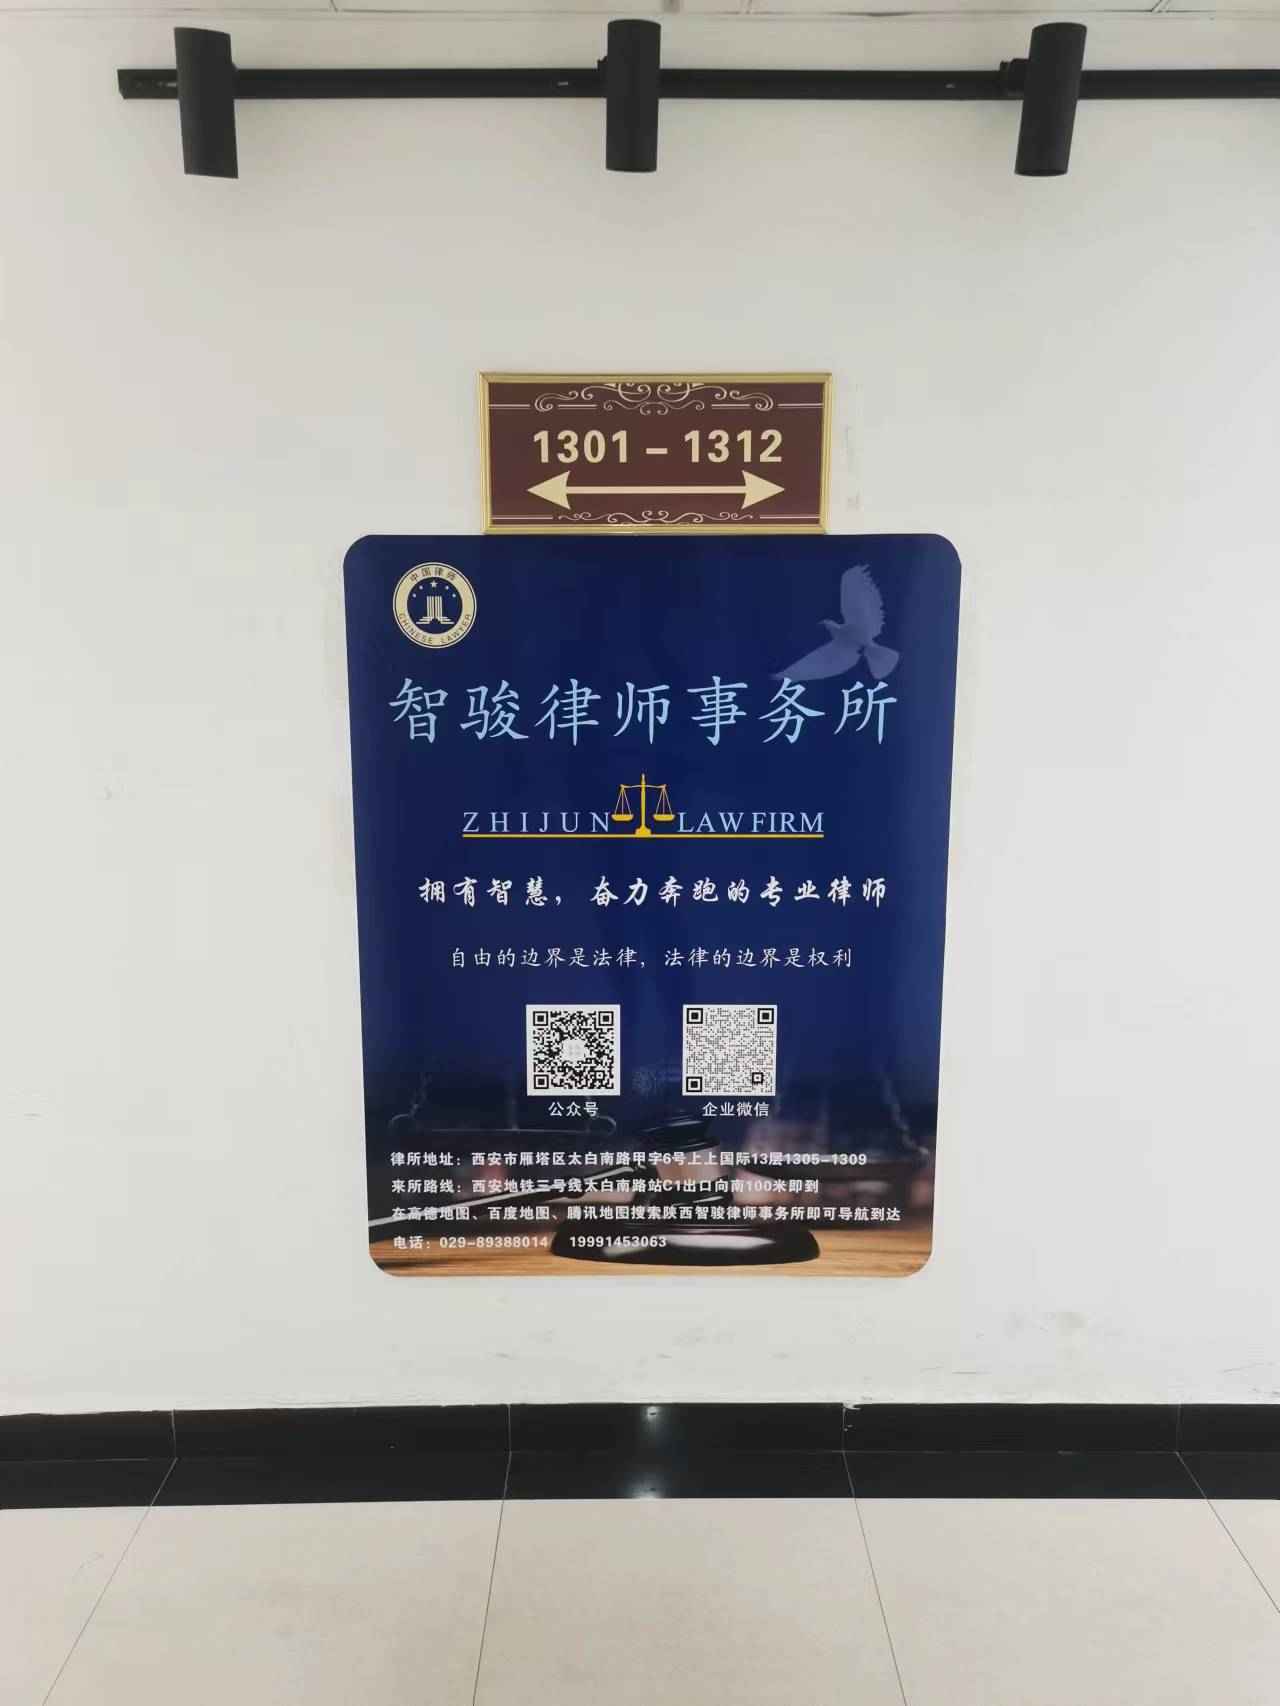 1301 – 1312
中国律师
CHINESE LAWYER
智骏律师事务所
ZHIJUN LAW FIRM
拥有智慧，奋力奔跑的专业律师
自由的边界是法律，法律的边界是权利
公众号 企业微信
律所地址：西安市雁塔区太白南路甲字6号上上国际13层1305-1309
来所路线：西安地铁三号线太白南路站C1出口向南100米即到
在高德地图、百度地图、腾讯地图搜索陕西智骏律师事务所即可导航到达
电话：029-89388014 19991453063